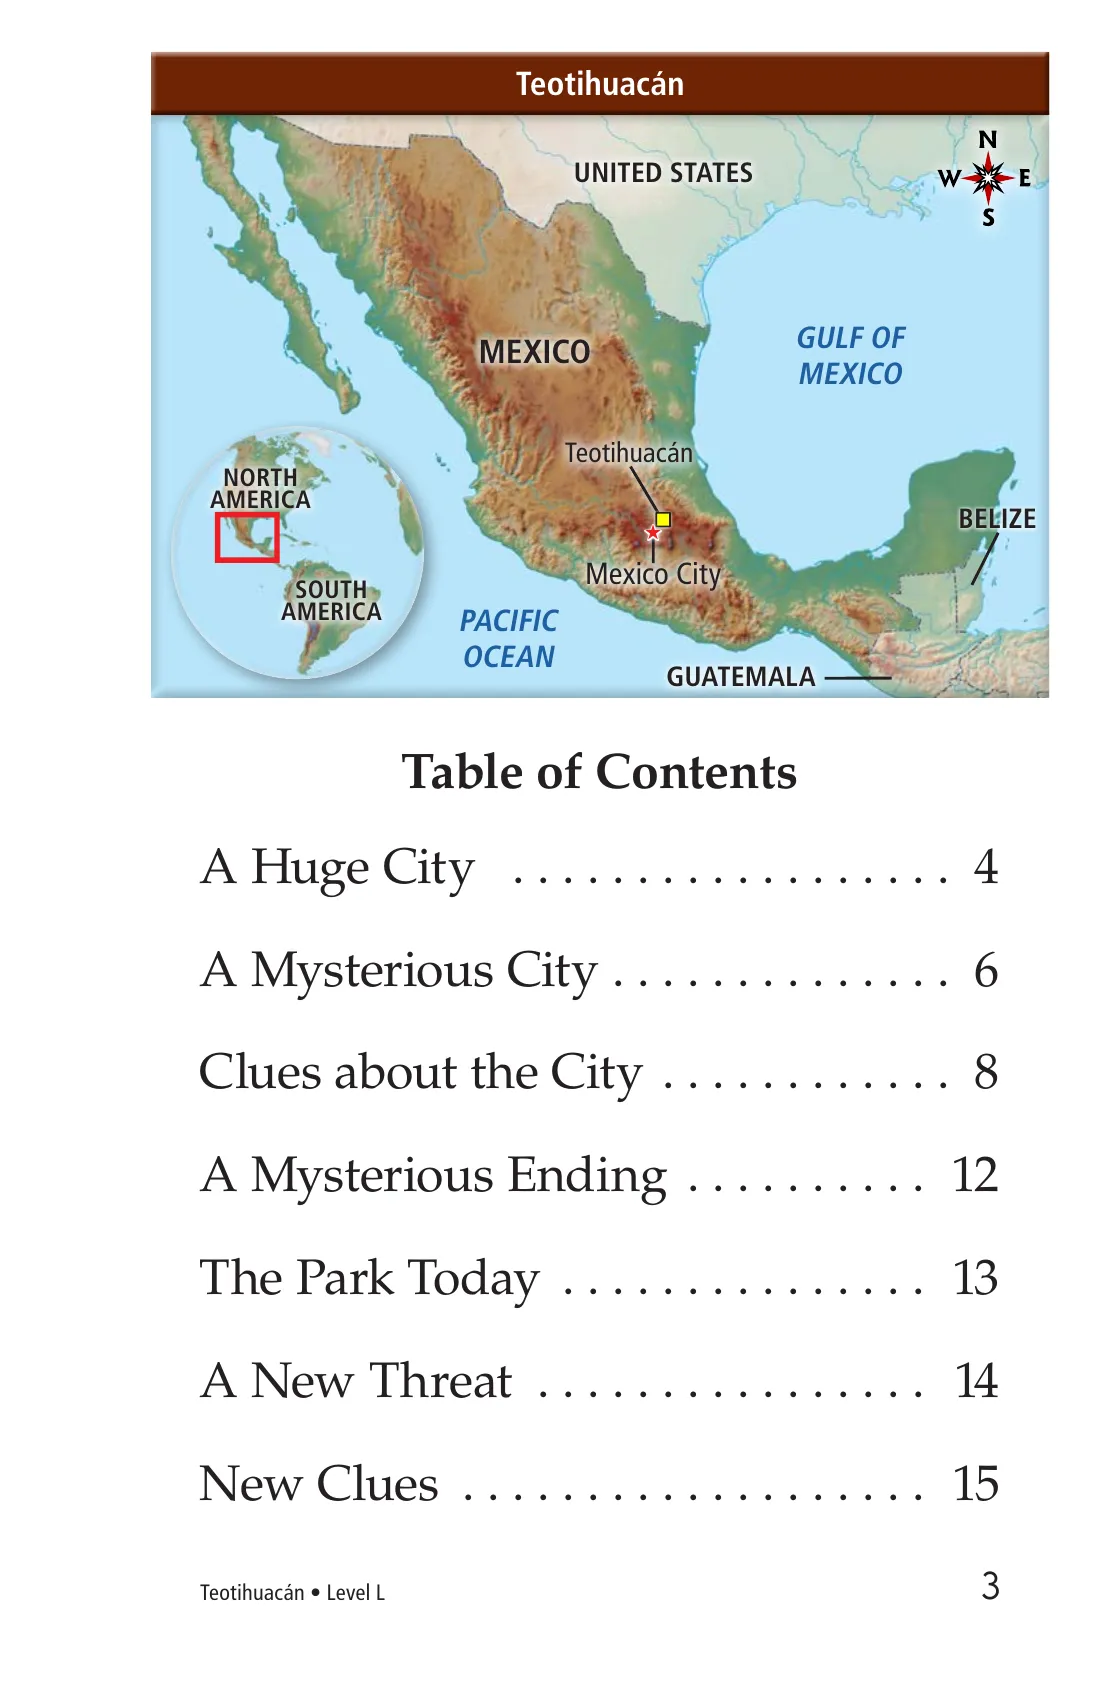 Teotihuacán
N
W E
S
UNITED STATES
MEXICO
GULF OF
MEXICO
Teotihuacán
NORTH
AMERICA
BELIZE
Mexico City
SOUTH
AMERICA
PACIFIC
OCEAN
GUATEMALA
Table of Contents
A Huge City . . . . . . . . . . . . . . . . . . 4
A Mysterious City . . . . . . . . . . . . . . 6
Clues about the City . . . . . . . . . . . . 8
A Mysterious Ending . . . . . . . . . . 12
The Park Today . . . . . . . . . . . . . . . 13
A New Threat . . . . . . . . . . . . . . . . 14
New Clues . . . . . . . . . . . . . . . . . . . 15
Teotihuacán • Level L 3